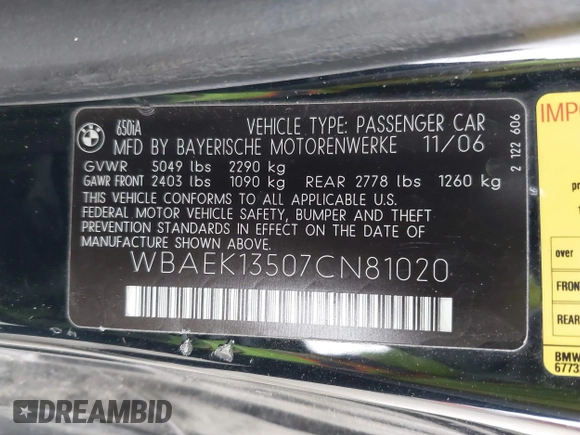 BMW
650iA
VEHICLE TYPE: PASSENGER CAR
MFD BY BAYERISCHE MOTORENWERKE 11/06
GVWR 5049 lbs 2290 kg
GAWR FRONT 2403 lbs 1090 kg REAR 2778 lbs 1260 kg
THIS VEHICLE CONFORMS TO ALL APPLICABLE U.S.
FEDERAL MOTOR VEHICLE SAFETY, BUMPER AND THEFT
STANDARDS IN EFFECT ON THE DATE OF
MANUFACTURE SHOWN ABOVE.
WBAEK13507CN81020
2 122 606
over
FRONT
REAR
BMW
DREAMBID